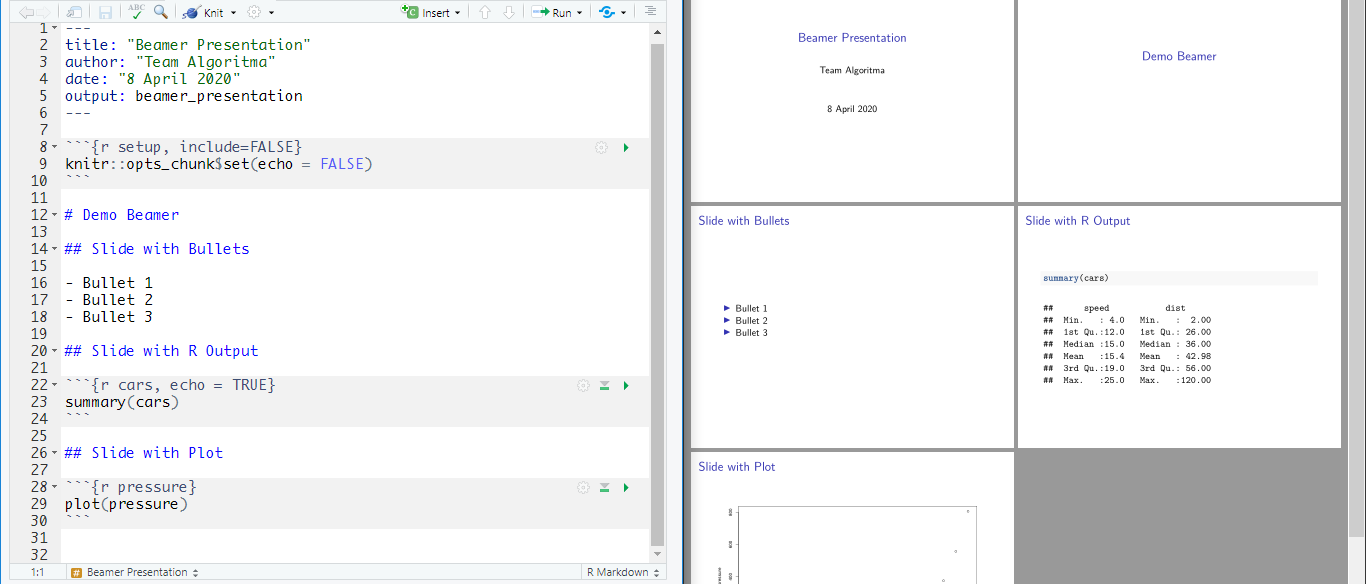 ABC Knit Insert Run
1 ---
2 title: "Beamer Presentation"
3 author: "Team Algoritma"
4 date: "8 April 2020"
5 output: beamer_presentation
6 ---
7
8 ```{r setup, include=FALSE}
9 knitr::opts_chunk$set(echo = FALSE)
10 ```
11
12 # Demo Beamer
13
14 ## Slide with Bullets
15
16 - Bullet 1
17 - Bullet 2
18 - Bullet 3
19
20 ## Slide with R Output
21
22 ```{r cars, echo = TRUE}
23 summary(cars)
24 ```
25
26 ## Slide with Plot
27
28 ```{r pressure}
29 plot(pressure)
30 ```
31
32
1:1 # Beamer Presentation R Markdown
Beamer Presentation
Team Algoritma
8 April 2020
Demo Beamer
Slide with Bullets
Bullet 1
Bullet 2
Bullet 3
Slide with R Output
summary(cars)
## speed dist
## Min. : 4.0 Min. : 2.00
## 1st Qu.:12.0 1st Qu.: 26.00
## Median :15.0 Median : 36.00
## Mean :15.4 Mean : 42.98
## 3rd Qu.:19.0 3rd Qu.: 56.00
## Max. :25.0 Max. :120.00
Slide with Plot
800
600